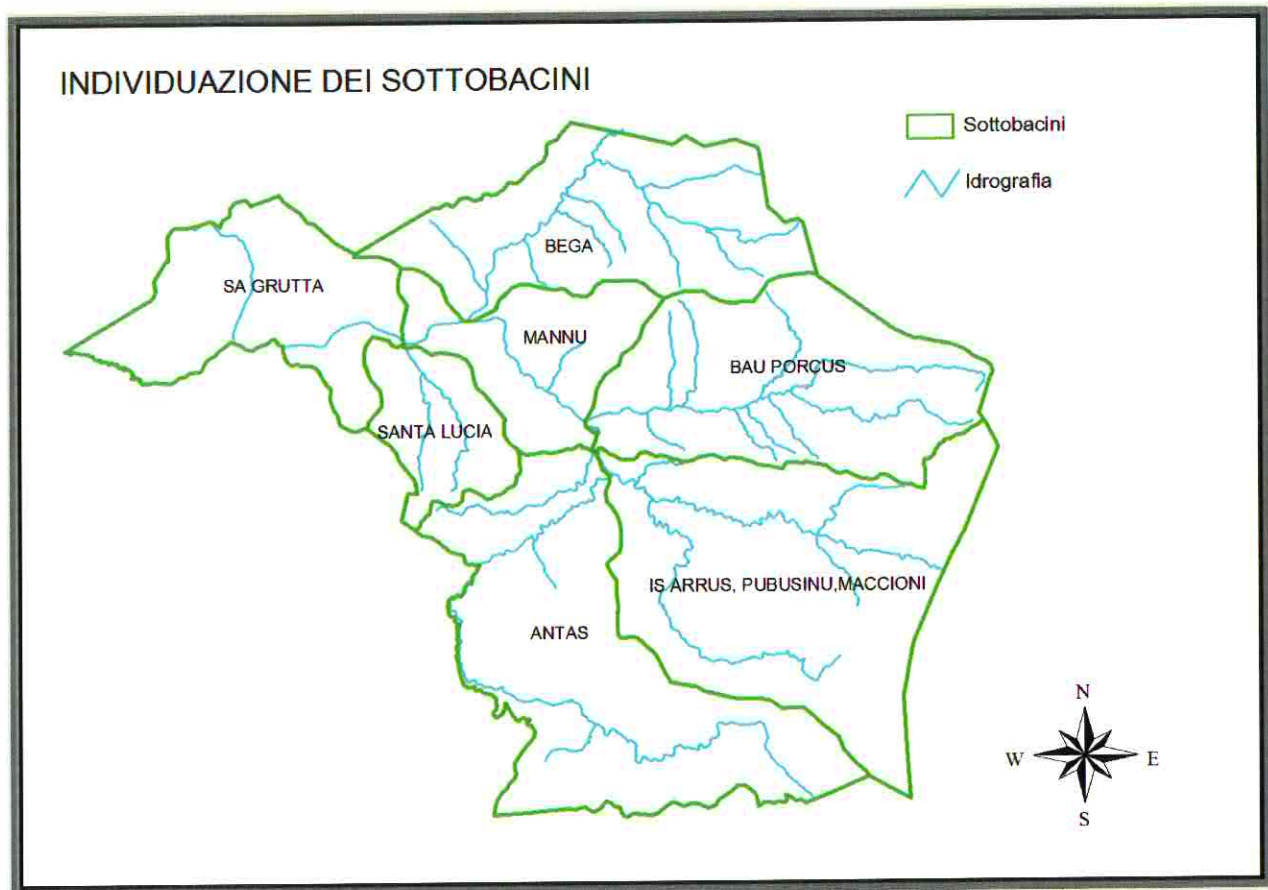 INDIVIDUAZIONE DEI SOTTOBACINI
Sottobacini
Idrografia
BEGA
SA GRUTTA
MANNU
BAU PORCUS
SANTA LUCIA
IS ARRUS, PUBUSINU,MACCIONI
ANTAS
N
W
E
S